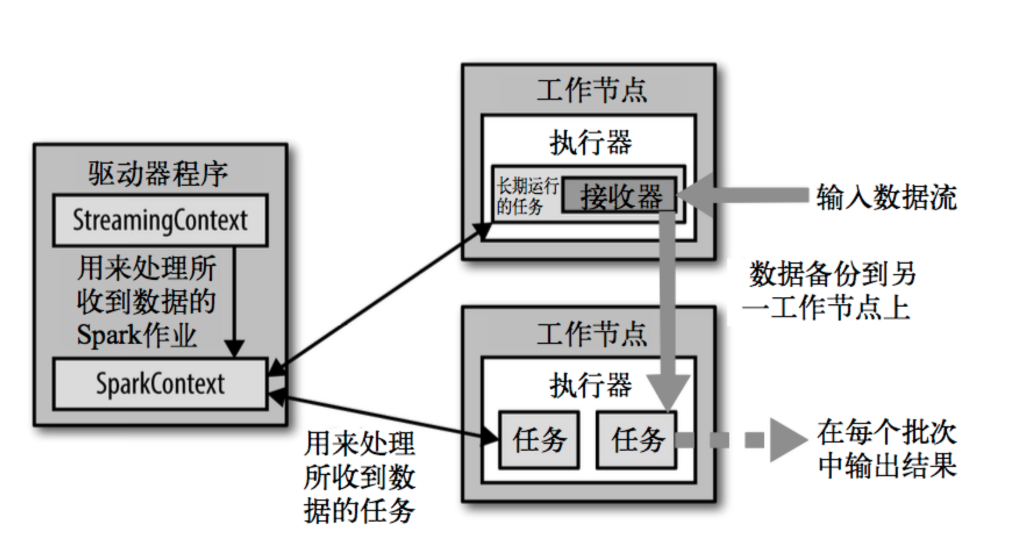 驱动器程序
StreamingContext
用来处理所
收到数据的
Spark作业
SparkContext
用来处理
所收到数
据的任务
工作节点
执行器
长期运行
的任务
接收器
输入数据流
数据备份到另
一工作节点上
工作节点
执行器
任务
任务
在每个批次
中输出结果